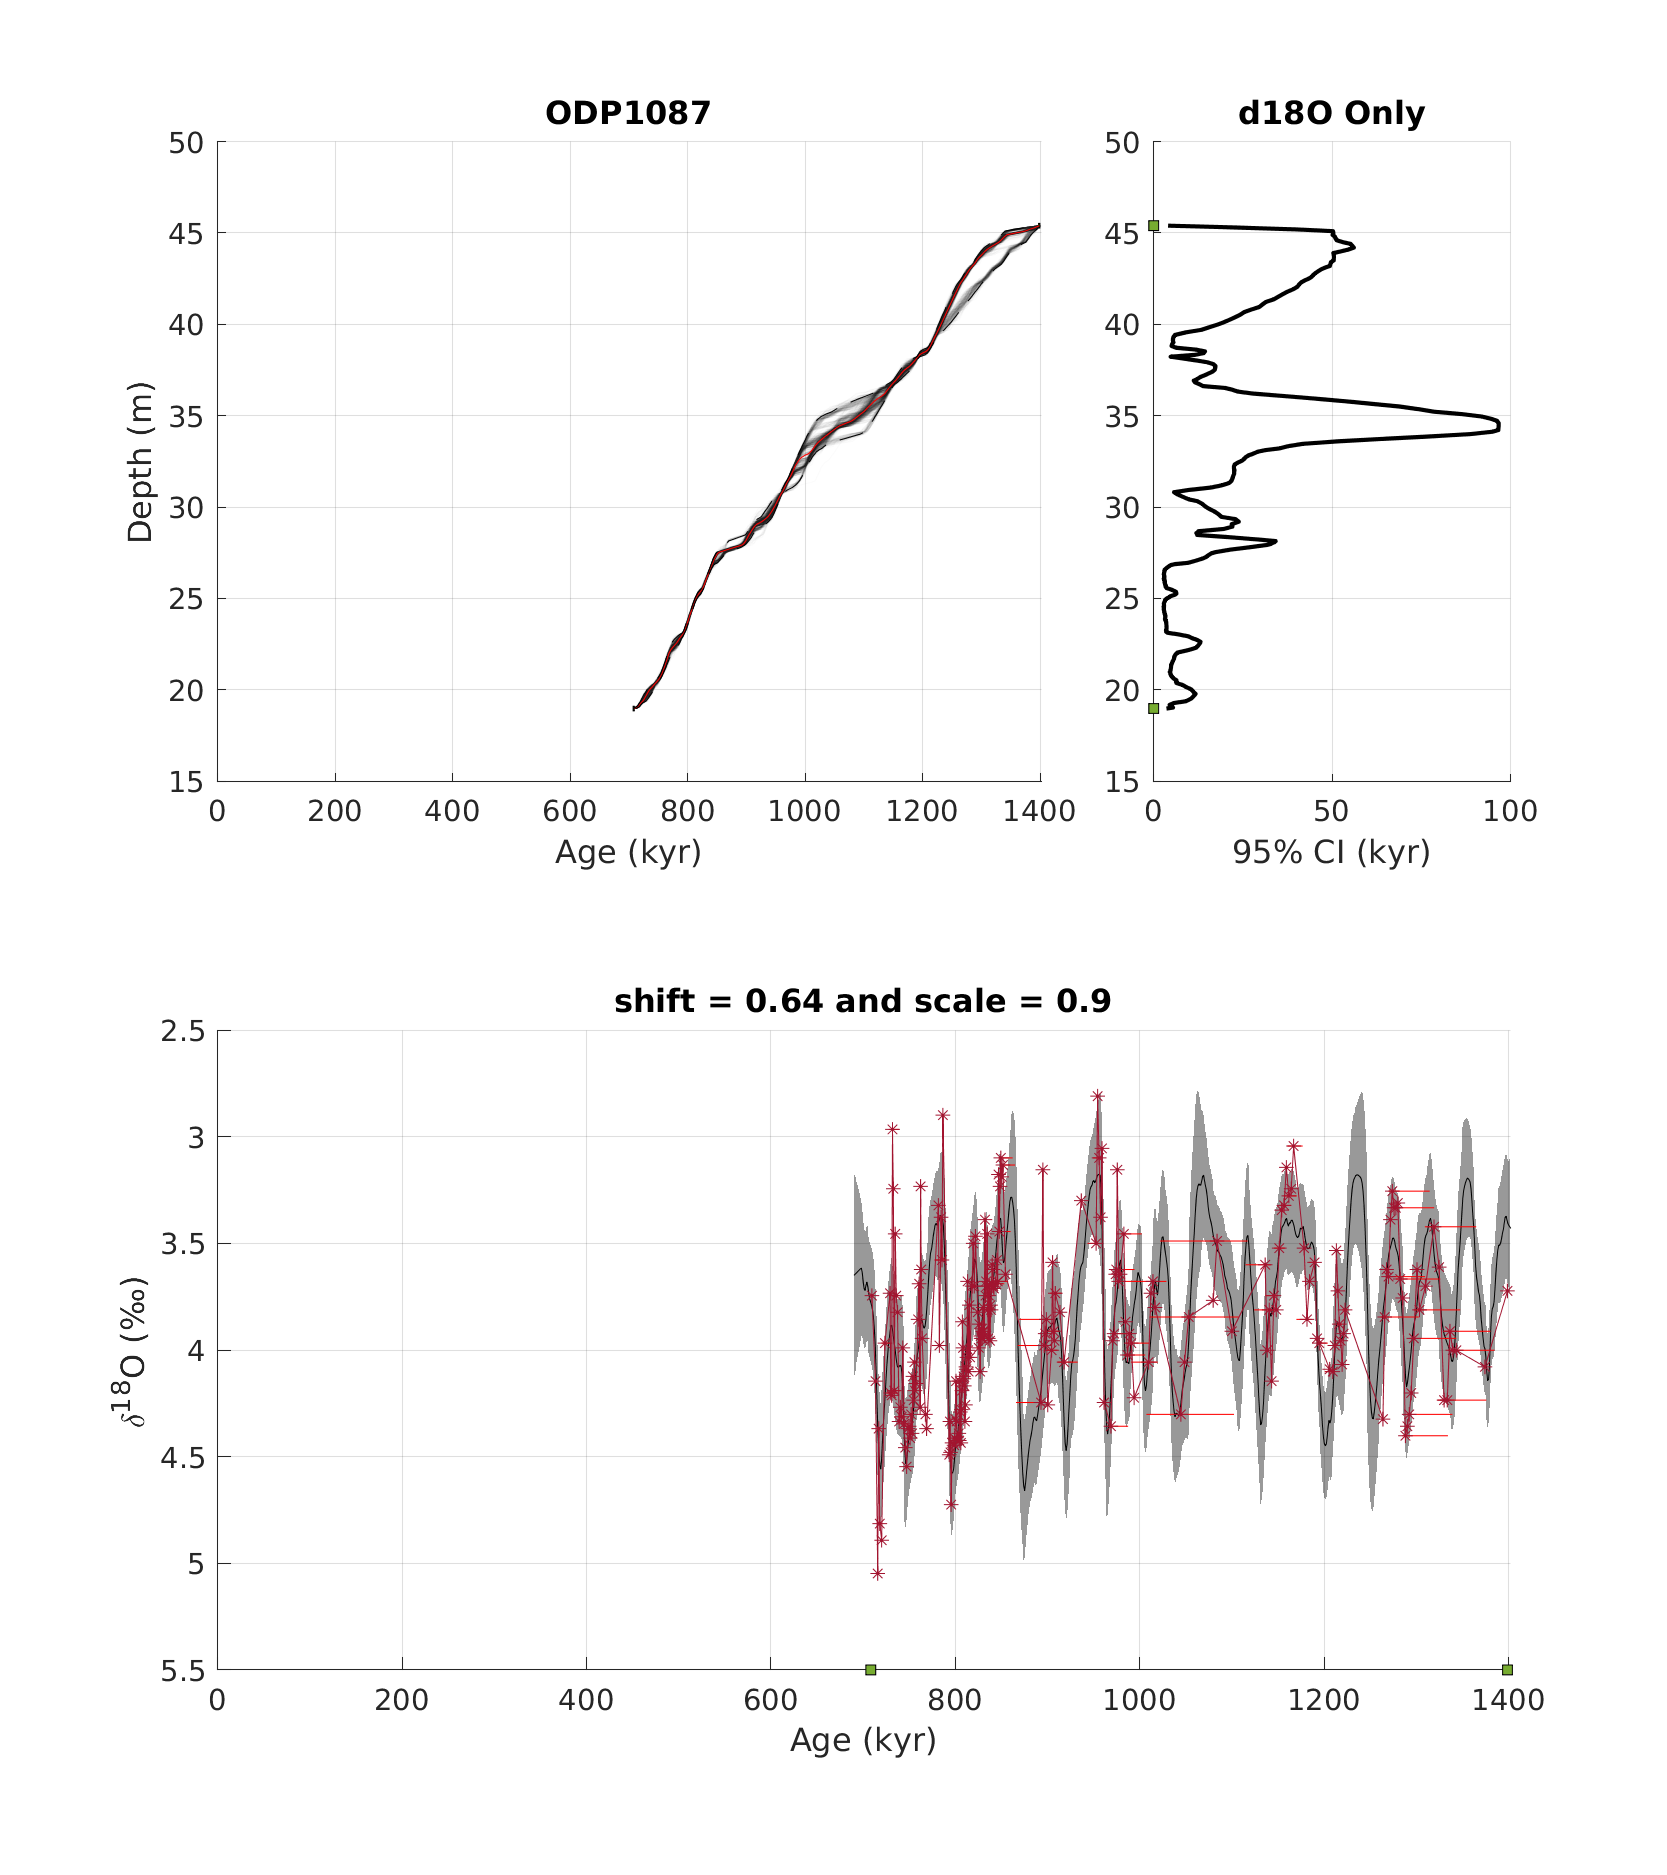 ODP1087
d18O Only
50
45
40
35
30
25
20
15
Depth (m)
0 200 400 600 800 1000 1200 1400
Age (kyr)
50
45
40
35
30
25
20
15
0 50 100
95% CI (kyr)
shift = 0.64 and scale = 0.9
2.5
3
3.5
4
4.5
5
5.5
δ¹⁸O (‰)
0 200 400 600 800 1000 1200 1400
Age (kyr)